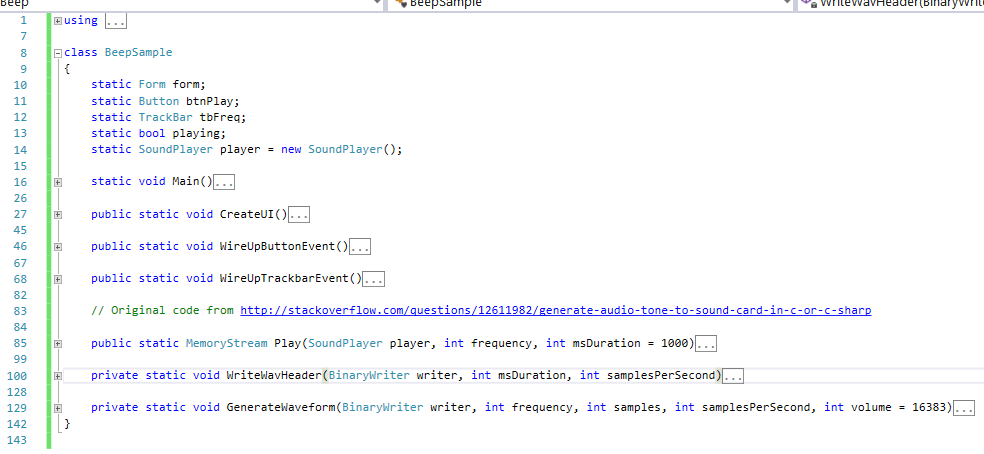 Beep BeepSample WriteWavHeader(BinaryWrite
1 using ...
7
8 class BeepSample
9 {
10 static Form form;
11 static Button btnPlay;
12 static TrackBar tbFreq;
13 static bool playing;
14 static SoundPlayer player = new SoundPlayer();
15
16 static void Main()...
26
27 public static void CreateUI()...
45
46 public static void WireUpButtonEvent()...
67
68 public static void WireUpTrackbarEvent()...
82
83 // Original code from http://stackoverflow.com/questions/12611982/generate-audio-tone-to-sound-card-in-c-or-c-sharp
84
85 public static MemoryStream Play(SoundPlayer player, int frequency, int msDuration = 1000)...
99
100 private static void WriteWavHeader(BinaryWriter writer, int msDuration, int samplesPerSecond)...
128
129 private static void GenerateWaveform(BinaryWriter writer, int frequency, int samples, int samplesPerSecond, int volume = 16383)...
142 }
143